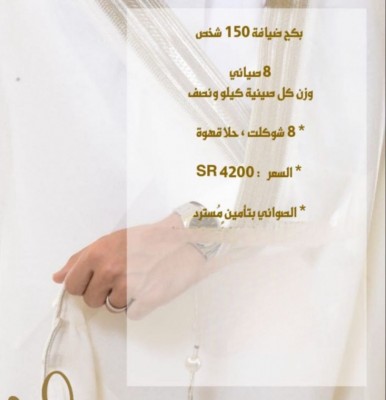 بكج ضيافة 150 شخص
8 صياني
وزن كل صينية كيلو ونصف
* 8 شوكلت ، حلا قهوة
* السعر : 4200 SR
* الصواني بتأمين مُسترد